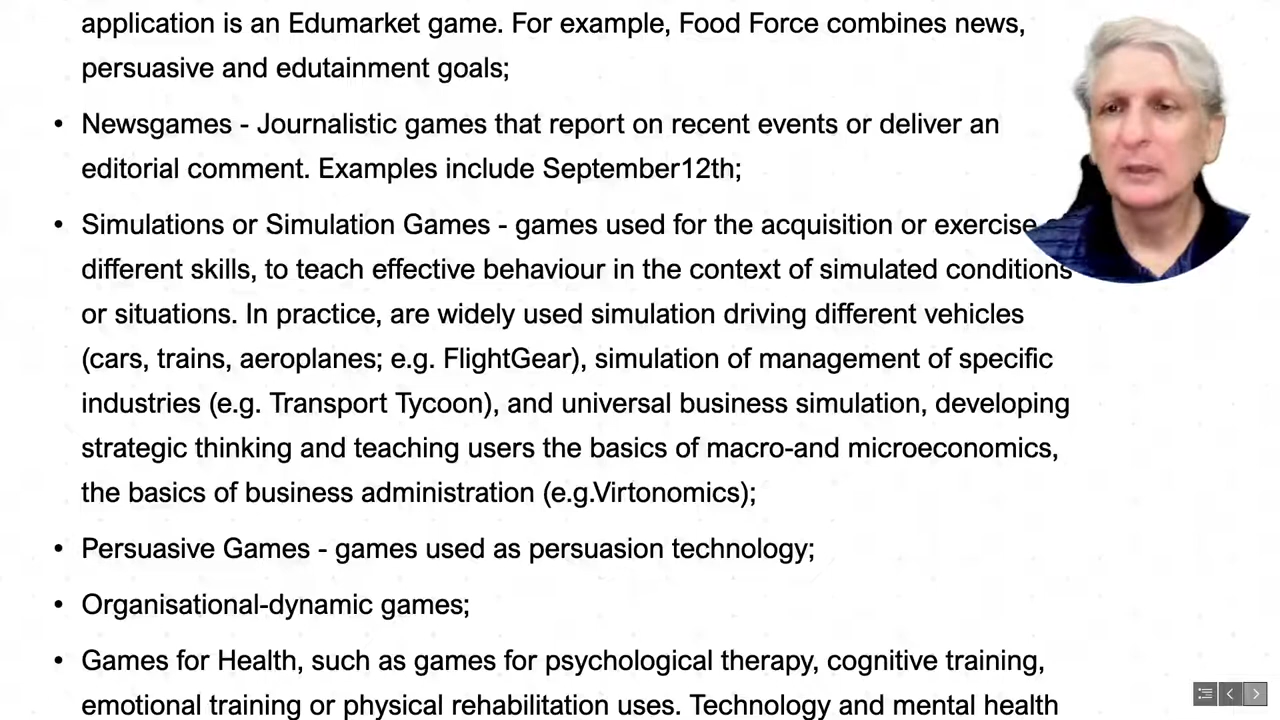 application is an Edumarket game. For example, Food Force combines news,
persuasive and edutainment goals;
• Newsgames - Journalistic games that report on recent events or deliver an
editorial comment. Examples include September12th;
• Simulations or Simulation Games - games used for the acquisition or exercise
different skills, to teach effective behaviour in the context of simulated conditions
or situations. In practice, are widely used simulation driving different vehicles
(cars, trains, aeroplanes; e.g. FlightGear), simulation of management of specific
industries (e.g. Transport Tycoon), and universal business simulation, developing
strategic thinking and teaching users the basics of macro-and microeconomics,
the basics of business administration (e.g.Virtonomics);
• Persuasive Games - games used as persuasion technology;
• Organisational-dynamic games;
• Games for Health, such as games for psychological therapy, cognitive training,
emotional training or physical rehabilitation uses. Technology and mental health